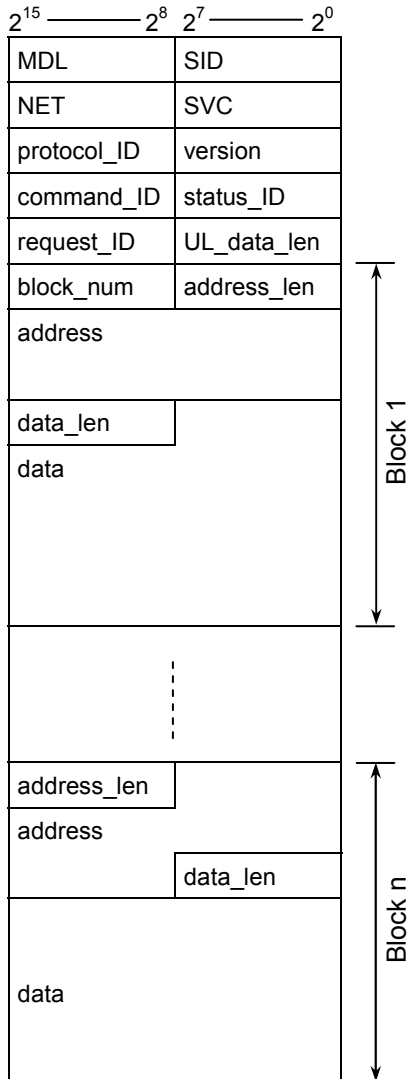 2^15 2^8 2^7 2^0
MDL SID
NET SVC
protocol_ID version
command_ID status_ID
request_ID UL_data_len
block_num address_len
address
data_len
data
Block 1
address_len
address
data_len
data
Block n